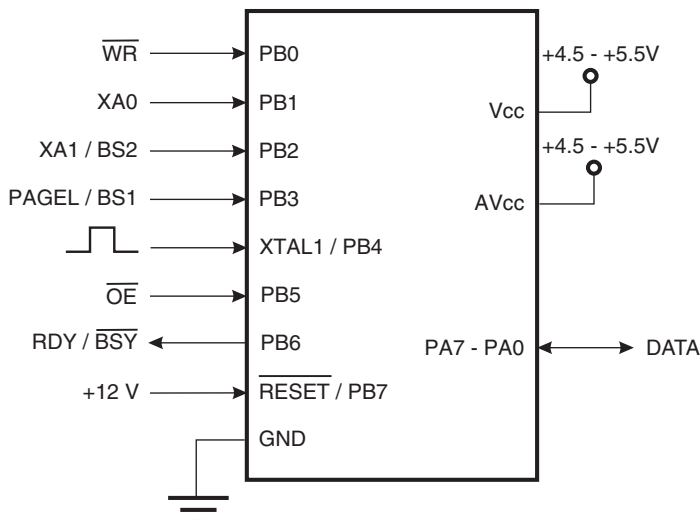 WR PB0 +4.5 - +5.5V
XA0 PB1 Vcc
XA1 / BS2 PB2 +4.5 - +5.5V
PAGEL / BS1 PB3 AVcc
XTAL1 / PB4
OE PB5
RDY / BSY PB6 PA7 - PA0 DATA
+12 V RESET / PB7
GND